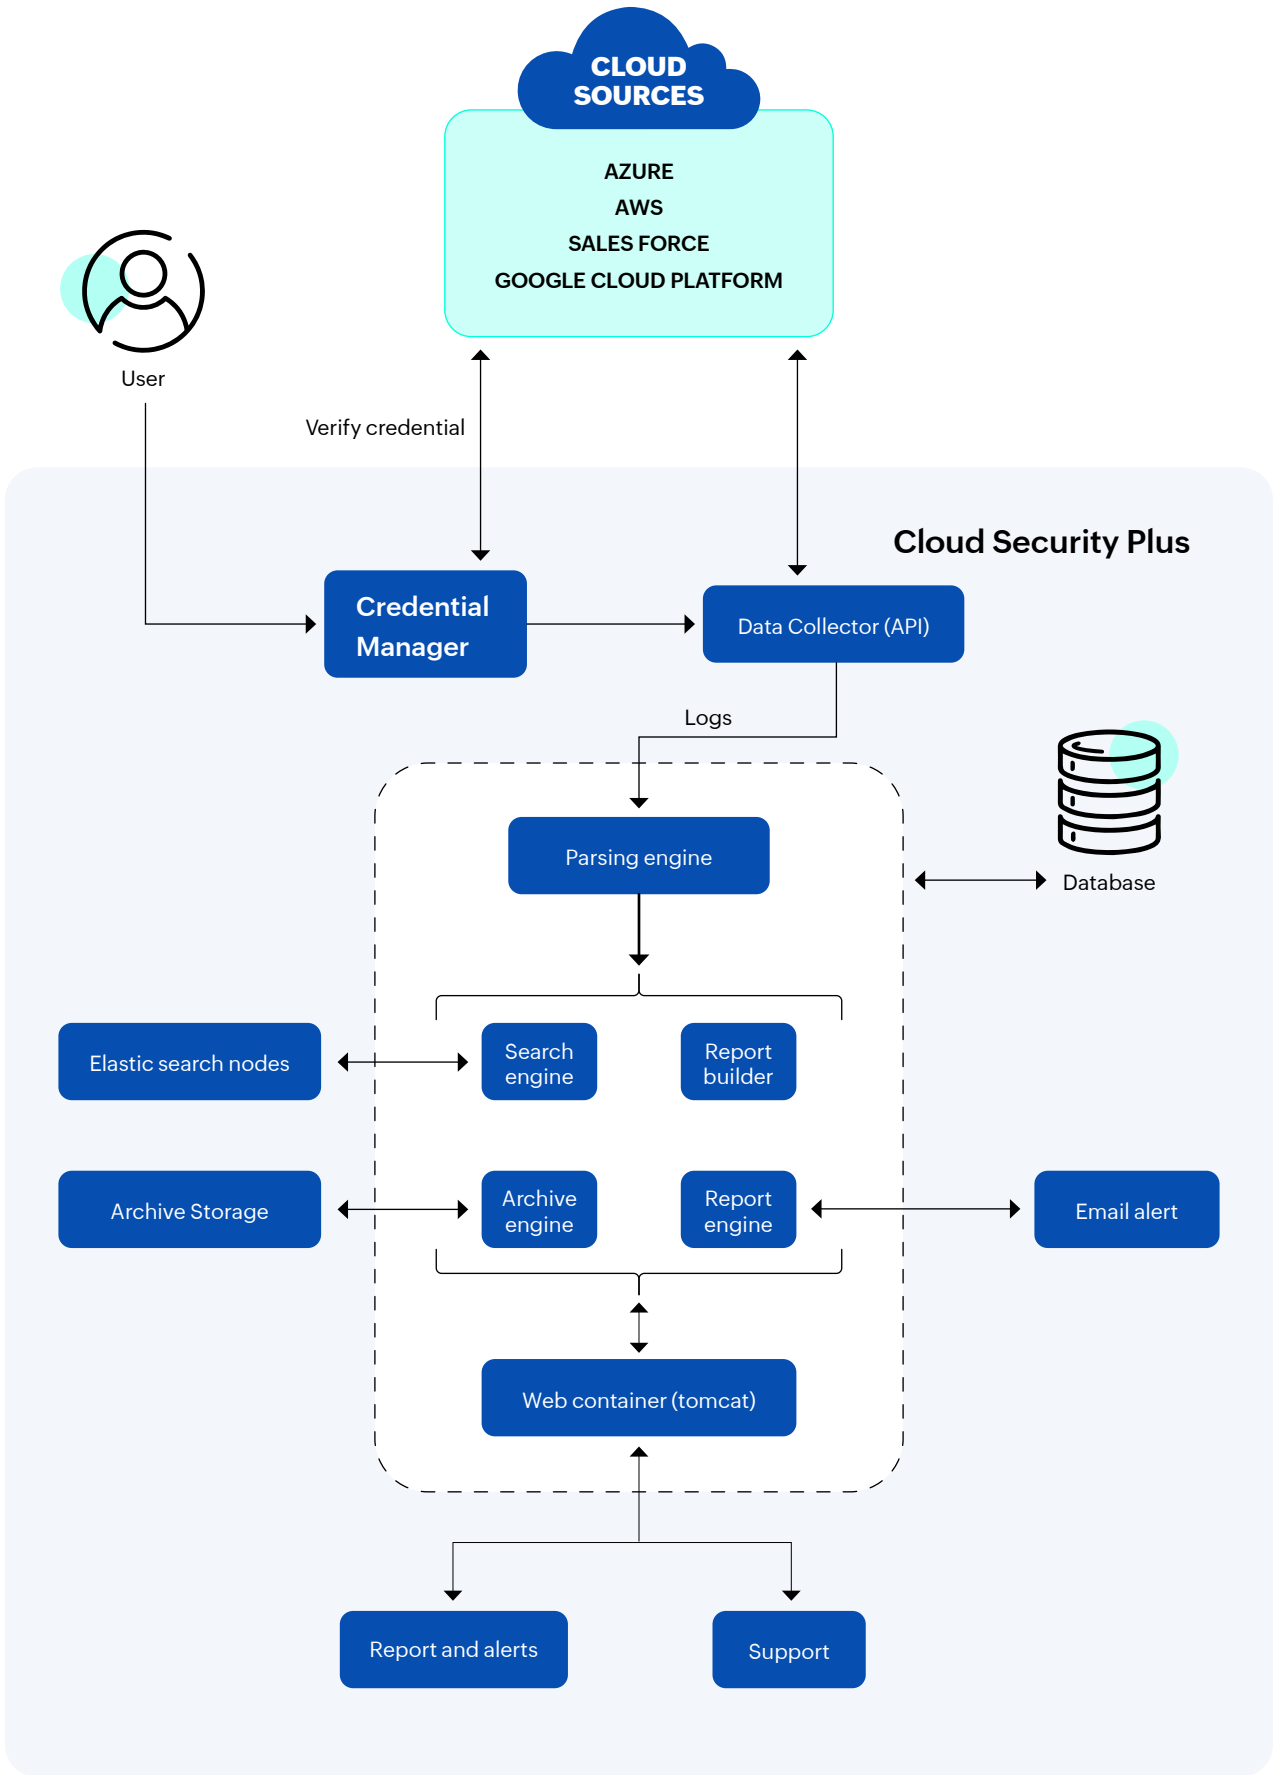 CLOUD
SOURCES
AZURE
AWS
SALES FORCE
GOOGLE CLOUD PLATFORM
User
Verify credential
Cloud Security Plus
Credential
Manager
Data Collector (API)
Logs
Parsing engine
Database
Elastic search nodes
Search
engine
Report
builder
Archive Storage
Archive
engine
Report
engine
Email alert
Web container (tomcat)
Report and alerts
Support